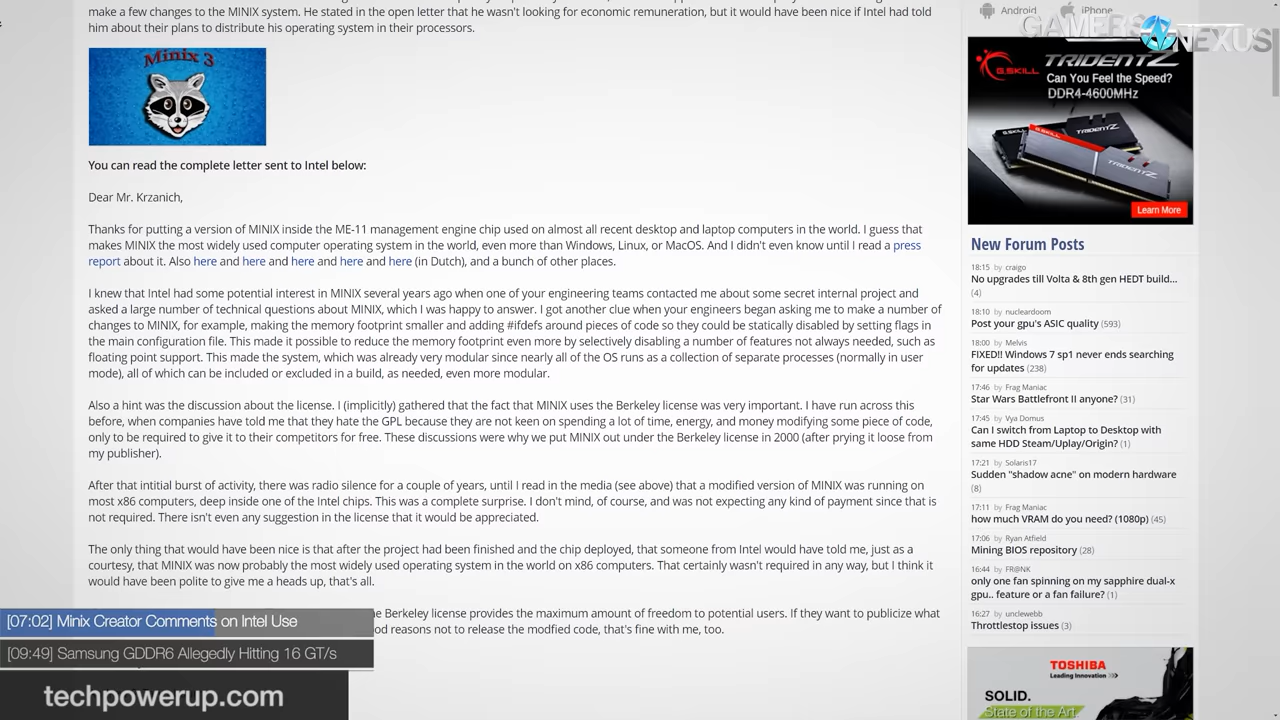 make a few changes to the MINIX system. He stated in the open letter that he wasn't looking for economic remuneration, but it would have been nice if Intel had told
him about their plans to distribute his operating system in their processors.
Minix 3
You can read the complete letter sent to Intel below:
Dear Mr. Krzanich,
Thanks for putting a version of MINIX inside the ME-11 management engine chip used on almost all recent desktop and laptop computers in the world. I guess that
makes MINIX the most widely used computer operating system in the world, even more than Windows, Linux, or MacOS. And I didn't even know until I read a press
report about it. Also here and here and here and here and here (in Dutch), and a bunch of other places.
I knew that Intel had some potential interest in MINIX several years ago when one of your engineering teams contacted me about some secret internal project and
asked a large number of technical questions about MINIX, which I was happy to answer. I got another clue when your engineers began asking me to make a number of
changes to MINIX, for example, making the memory footprint smaller and adding #ifdefs around pieces of code so they could be statically disabled by setting flags in
the main configuration file. This made it possible to reduce the memory footprint even more by selectively disabling a number of features not always needed, such as
floating point support. This made the system, which was already very modular since nearly all of the OS runs as a collection of separate processes (normally in user
mode), all of which can be included or excluded in a build, as needed, even more modular.
Also a hint was the discussion about the license. I (implicitly) gathered that the fact that MINIX uses the Berkeley license was very important. I have run across this
before, when companies have told me that they hate the GPL because they are not keen on spending a lot of time, energy, and money modifying some piece of code,
only to be required to give it to their competitors for free. These discussions were why we put MINIX out under the Berkeley license in 2000 (after prying it loose from
my publisher).
After that intitial burst of activity, there was radio silence for a couple of years, until I read in the media (see above) that a modified version of MINIX was running on
most x86 computers, deep inside one of the Intel chips. This was a complete surprise. I don't mind, of course, and was not expecting any kind of payment since that is
not required. There isn't even any suggestion in the license that it would be appreciated.
The only thing that would have been nice is that after the project had been finished and the chip deployed, that someone from Intel would have told me, just as a
courtesy, that MINIX was now probably the most widely used operating system in the world on x86 computers. That certainly wasn't required in any way, but I think it
would have been polite to give me a heads up, that's all.
e Berkeley license provides the maximum amount of freedom to potential users. If they want to publicize what
od reasons not to release the modfied code, that's fine with me, too.
[07:02] Minix Creator Comments on Intel Use
[09:49] Samsung GDDR6 Allegedly Hitting 16 GT/s
techpowerup.com
Android
iPhone
GAMERS NEXUS
G.SKILL TRIDENT Z
Can You Feel the Speed?
DDR4-4600MHz
G.SKILL TRIDENT Z
TRIDENT Z
Learn More
New Forum Posts
18:15 by craigo
No upgrades till Volta & 8th gen HEDT build...
(4)
18:10 by nucleardoom
Post your gpu's ASIC quality (593)
18:00 by Melvis
FIXED!! Windows 7 sp1 never ends searching
for updates (238)
17:46 by Frag Maniac
Star Wars Battlefront II anyone? (31)
17:45 by Vya Domus
Can I switch from Laptop to Desktop with
same HDD Steam/Uplay/Origin? (1)
17:21 by Solaris17
Sudden "shadow acne" on modern hardware
(8)
17:11 by Frag Maniac
how much VRAM do you need? (1080p) (45)
17:06 by Ryan Atfield
Mining BIOS repository (28)
16:44 by FR@NK
only one fan spinning on my sapphire dual-x
gpu.. feature or a fan failure? (1)
16:27 by unclewebb
Throttlestop issues (3)
TOSHIBA
Leading Innovation >>>
SOLID.
State of the Art.